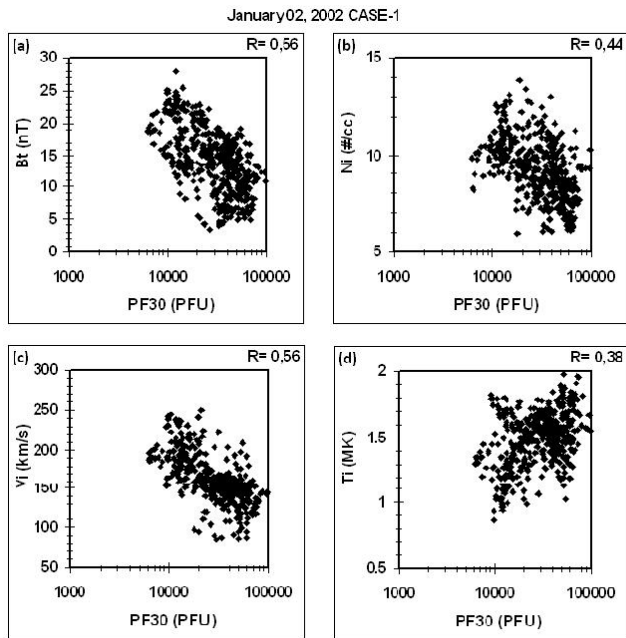 January 02, 2002 CASE-1
(a)
R= 0,56
30
25
20
15
10
5
0
Bt (nT)
1000
10000
100000
PF30 (PFU)
(b)
R= 0,44
15
10
5
Ni (#/cc)
1000
10000
100000
PF30 (PFU)
(c)
R= 0,56
300
250
200
150
100
50
Vi (km/s)
1000
10000
100000
PF30 (PFU)
(d)
R= 0,38
2
1.5
1
0.5
Ti (MK)
1000
10000
100000
PF30 (PFU)